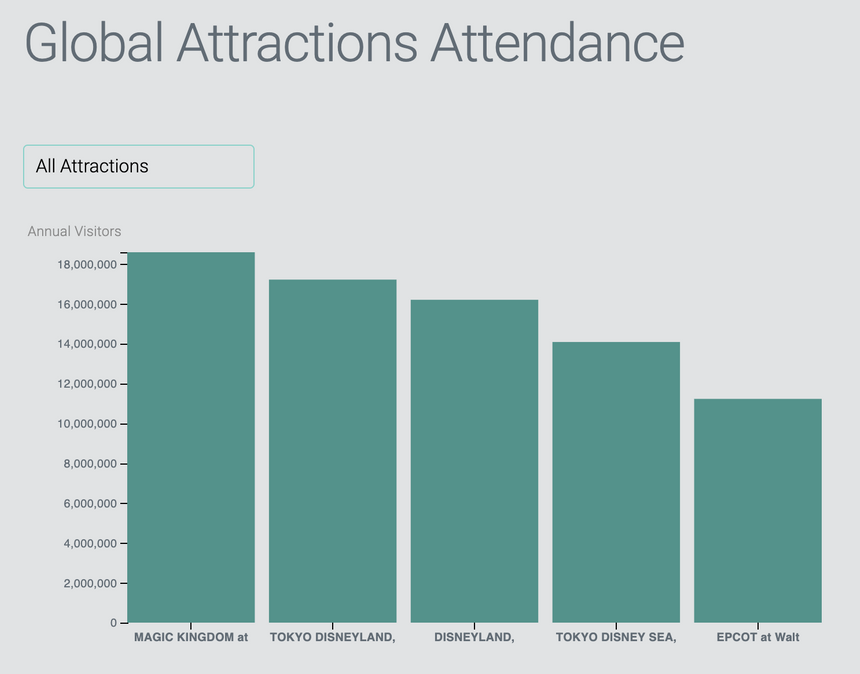 Global Attractions Attendance
All Attractions
Annual Visitors
18,000,000
16,000,000
14,000,000
12,000,000
10,000,000
8,000,000
6,000,000
4,000,000
2,000,000
0
MAGIC KINGDOM at TOKYO DISNEYLAND, DISNEYLAND, TOKYO DISNEY SEA, EPCOT at Walt